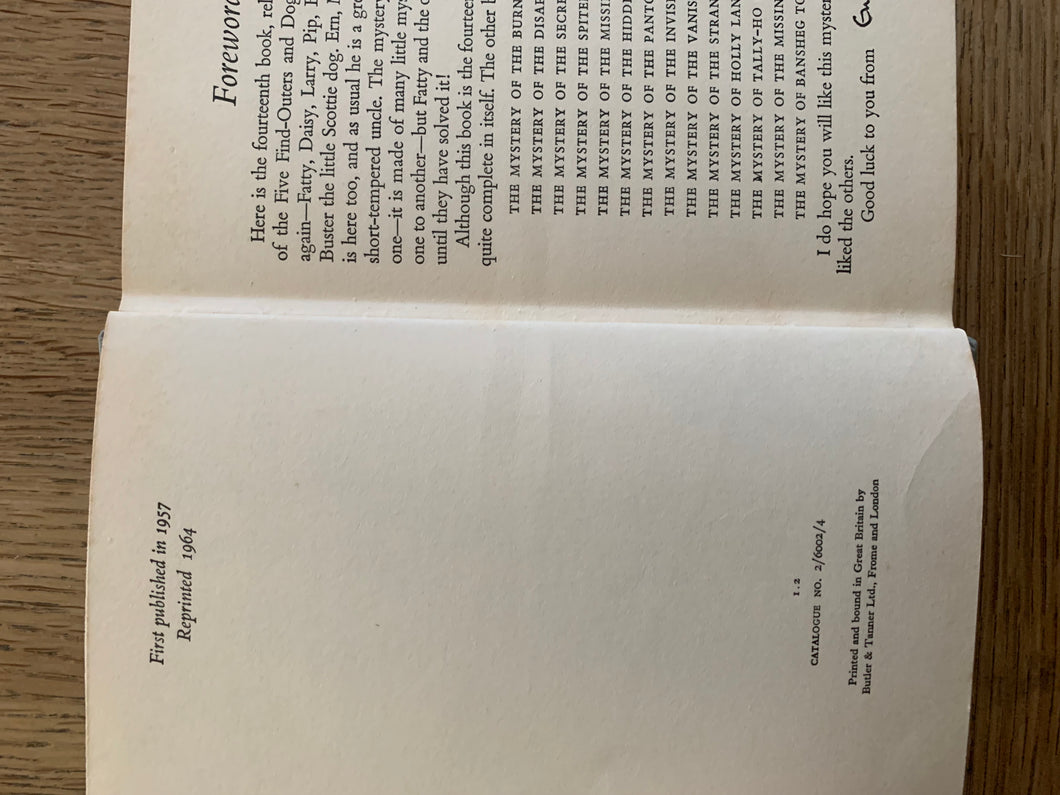 First published in 1957
Reprinted 1964
1.2
CATALOGUE NO. 2/6002/4
Printed and bound in Great Britain by
Butler & Tanner Ltd., Frome and London
Foreword
Here is the fourteenth book, rel
of the Five Find-Outers and Dog
again—Fatty, Daisy, Larry, Pip,
Buster the little Scottie dog. Ern,
is here too, and as usual he is a gro
short-tempered uncle. The mystery
one—it is made of many little mys
one to another—but Fatty and the o
until they have solved it!
Although this book is the fourteen
quite complete in itself. The other
THE MYSTERY OF THE BURN
THE MYSTERY OF THE DISAP
THE MYSTERY OF THE SECRE
THE MYSTERY OF THE SPITE
THE MYSTERY OF THE MISSI
THE MYSTERY OF THE HIDD
THE MYSTERY OF THE PANTO
THE MYSTERY OF THE INVISI
THE MYSTERY OF THE VANIS
THE MYSTERY OF THE STRAN
THE MYSTERY OF HOLLY LAN
THE MYSTERY OF TALLY-HO
THE MYSTERY OF THE MISSIN
THE MYSTERY OF BANSHEE TO
I do hope you will like this myster
liked the others.
Good luck to you from